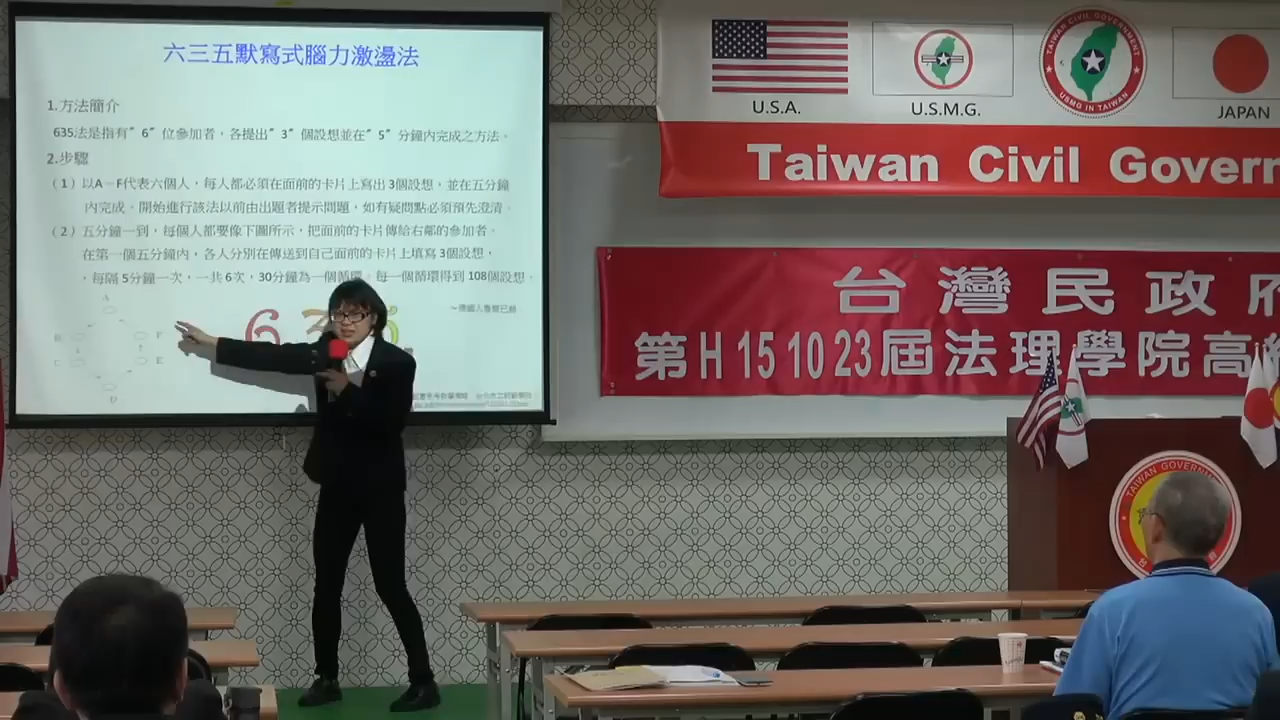 六三五默寫式腦力激盪法
1.方法簡介
635法是指有"6"位參加者，各提出"3"個設想並在"5"分鐘內完成之方法。
2.步驟
（1）以A－F代表六個人，每人都必須在面前的卡片上寫出3個設想，並在五分鐘
內完成。開始進行該法以前由出題者提示問題，如有疑問點必須預先澄清。
（2）五分鐘一到，每個人都要像下圖所示，把面前的卡片傳給右鄰的參加者。
在第一個五分鐘內，各人分別在傳送到自己面前的卡片上填寫3個設想，
，每隔5分鐘一次，一共6次，30分鐘為一個循環。每一個循環得到108個設想。
A
B
F
C
E
D
6
U.S.A.
U.S.M.G.
TAIWAN CIVIL GOVERNMENT
USMG IN TAIWAN
JAPAN
Taiwan Civil Govern
台灣民政府
第H 15 10 23屆法理學院高
TAIWAN GOVERNM